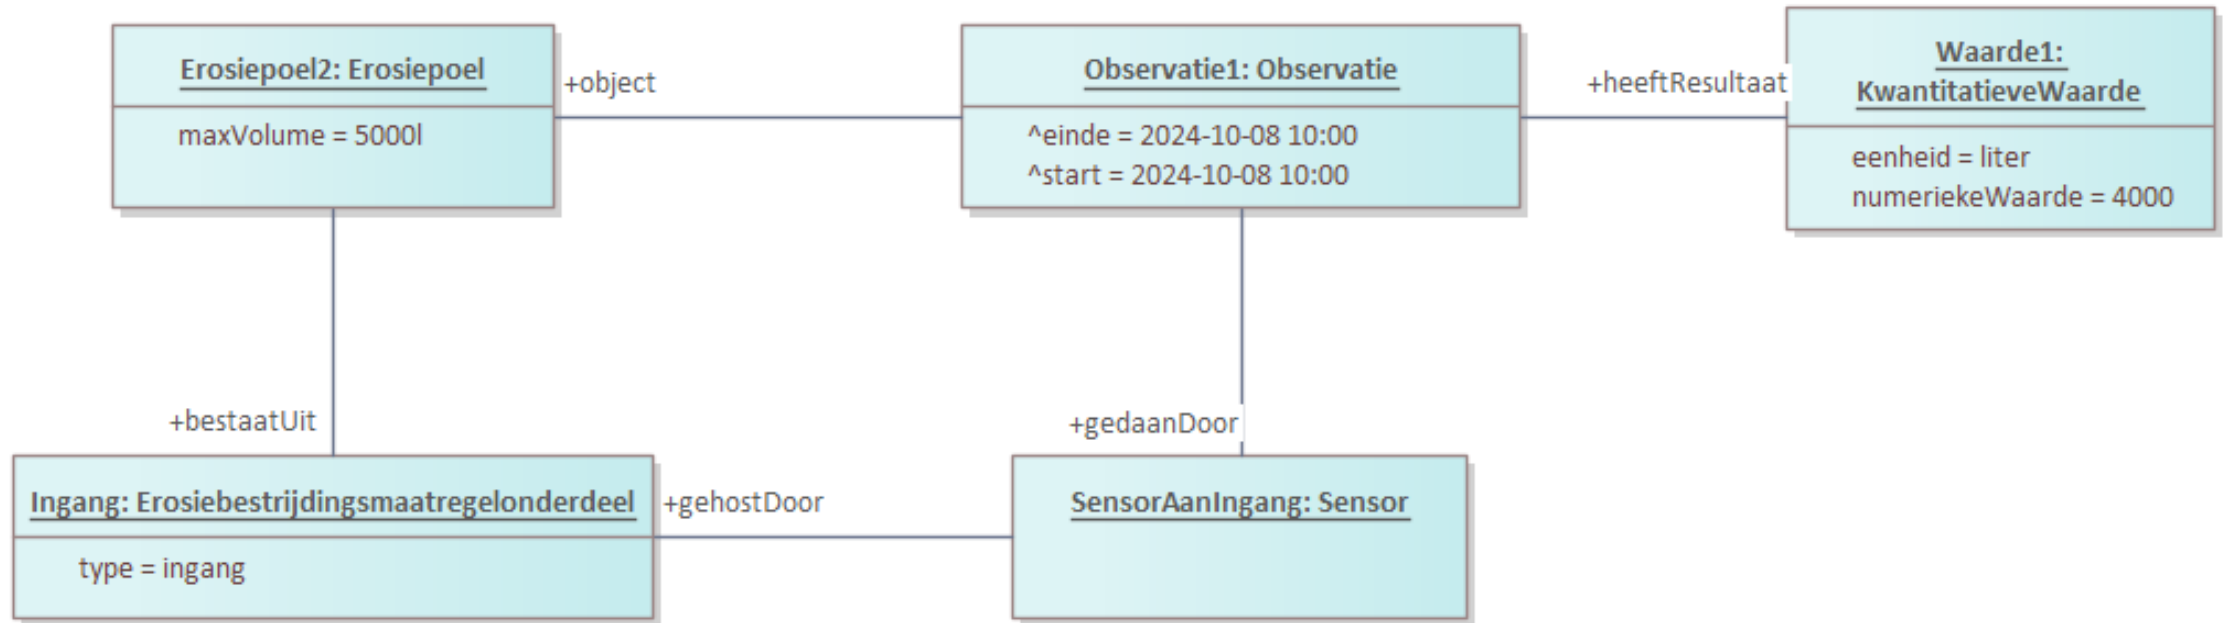 Erosiepoel2: Erosiepoel
maxVolume = 5000l
+object
Observatie1: Observatie
^einde = 2024-10-08 10:00
^start = 2024-10-08 10:00
+heeftResultaat
Waarde1:
KwantitatieveWaarde
eenheid = liter
numeriekeWaarde = 4000
+bestaatUit
+gedaanDoor
Ingang: Erosiebestrijdingsmaatregelonderdeel
type = ingang
+gehostDoor
SensorAanIngang: Sensor